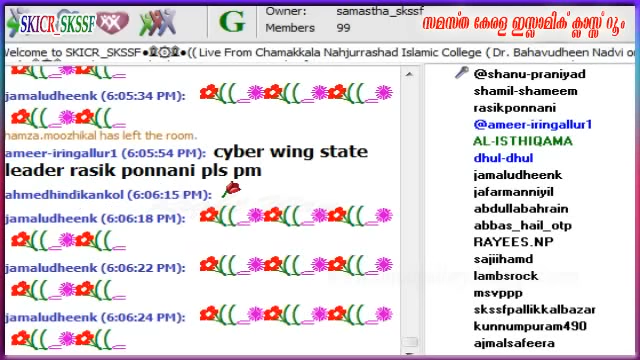 SKICR_SKSSF
Owner: samastha_skssf
Members 99
സമസ്ത കേരള ഇസ്ലാമിക് ക്ലാസ്സ് റൂം
Welcome to SKICR_SKSSF●۩۞۩●(( Live From Chamakkala Nahjurrashad Islamic College ( Dr. Bahavudheen Nadvi on
jamaludheenk (6:05:34 PM):
hamza.moozhikal has left the room.
ameer-iringallur1 (6:05:54 PM): cyber wing state
leader rasik ponnani pls pm
ahmedhindikankol (6:06:15 PM):
jamaludheenk (6:06:18 PM):
jamaludheenk (6:06:22 PM):
jamaludheenk (6:06:24 PM):
@shanu-praniyad
shamil-shameem
rasikponnani
@ameer-iringallur1
AL-ISTHIQAMA
dhul-dhul
jamaludheenk
jafarmanniyil
abdullabahrain
abbas_hail_otp
RAYEES.NP
sajiihamd
lambsrock
msvppp
skssfpallikkalbazar
kunnumpuram490
ajmalsafeera